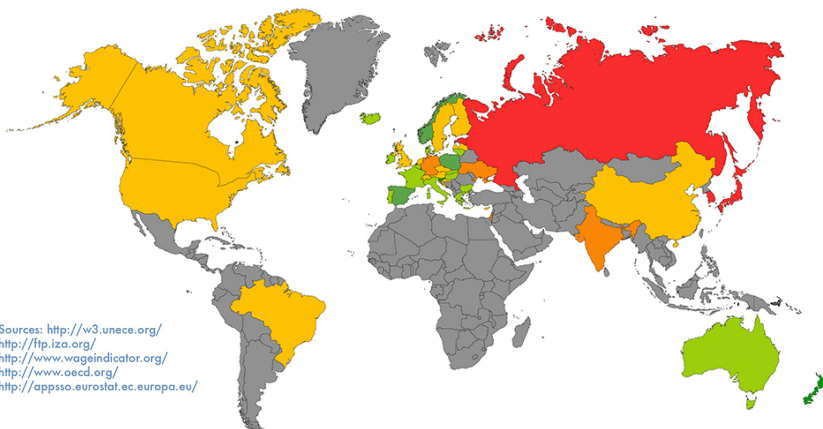 Sources: http://w3.unece.org/
http://ftp.iza.org/
http://www.wageindicator.org/
http://www.oecd.org/
http://appsso.eurostat.ec.europa.eu/